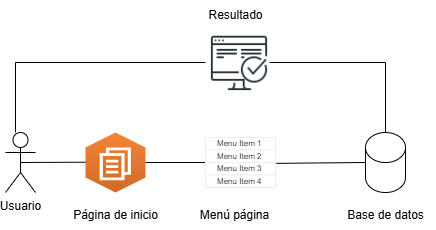 Resultado
Menu Item 1
Menu Item 2
Menu Item 3
Menu Item 4
Usuario
Página de inicio
Menú página
Base de datos